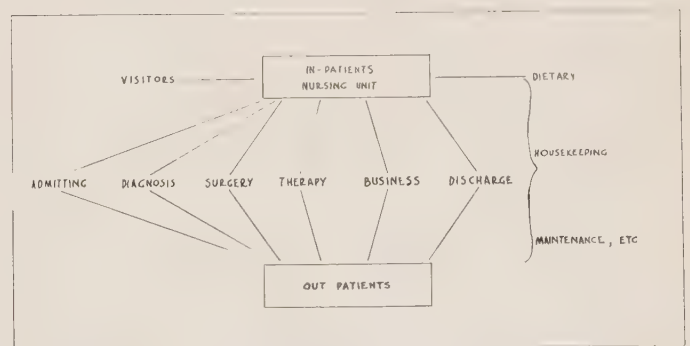 IN-PATIENTS
NURSING UNIT
VISITORS
DIETARY
HOUSEKEEPING
ADMITTING
DIAGNOSIS
SURGERY
THERAPY
BUSINESS
DISCHARGE
MAINTENANCE, ETC
OUT PATIENTS